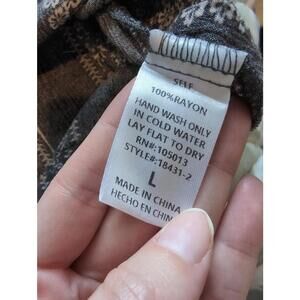 SELF
100%RAYON
HAND WASH ONLY
IN COLD WATER
LAY FLAT TO DRY
RN#:105013
STYLE#:18431-2
L
MADE IN CHINA
HECHO EN CHINA